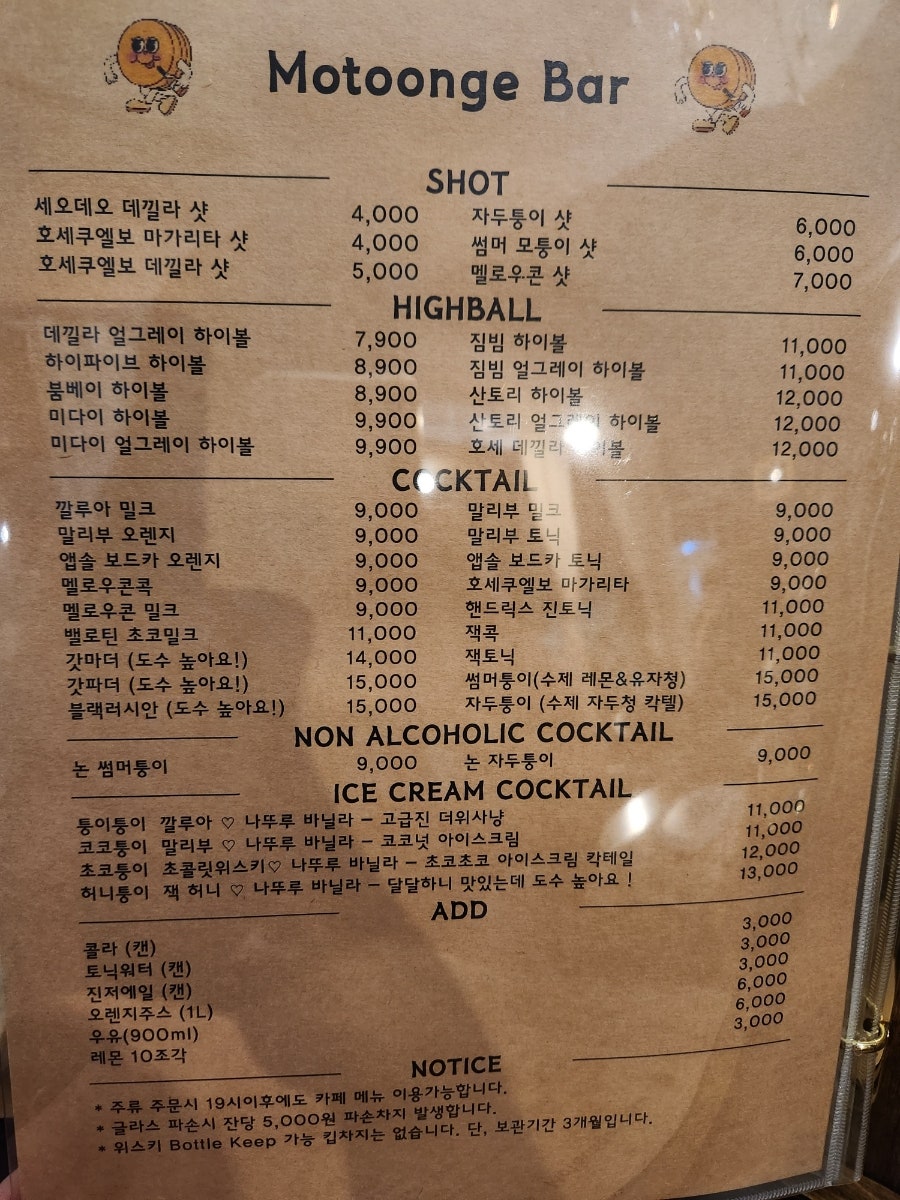 Motoonge Bar
SHOT
세오데오 데낄라 샷 4,000 자두퉁이 샷 6,000
호세쿠엘보 마가리타 샷 4,000 썸머 모퉁이 샷 6,000
호세쿠엘보 데낄라 샷 5,000 멜로우콘 샷 7,000
HIGHBALL
데낄라 얼그레이 하이볼 7,900 짐빔 하이볼 11,000
하이파이브 하이볼 8,900 짐빔 얼그레이 하이볼 11,000
붐베이 하이볼 8,900 산토리 하이볼 12,000
미다이 하이볼 9,900 산토리 얼그레이 하이볼 12,000
미다이 얼그레이 하이볼 9,900 호세 데낄라 하이볼 12,000
COCKTAIL
깔루아 밀크 9,000 말리부 밀크 9,000
말리부 오렌지 9,000 말리부 토닉 9,000
앱솔 보드카 오렌지 9,000 앱솔 보드카 토닉 9,000
멜로우콘콕 9,000 호세쿠엘보 마가리타 9,000
멜로우콘 밀크 9,000 핸드릭스 진토닉 11,000
밸로틴 초코밀크 11,000 잭콕 11,000
갓마더 (도수 높아요!) 14,000 잭토닉 11,000
갓파더 (도수 높아요!) 15,000 썸머퉁이(수제 레몬&유자청) 15,000
블랙러시안 (도수 높아요!) 15,000 자두퉁이 (수제 자두청 칵텔) 15,000
NON ALCOHOLIC COCKTAIL
논 썸머퉁이 9,000 논 자두퉁이 9,000
ICE CREAM COCKTAIL
퉁이퉁이 깔루아 ♡ 나뚜루 바닐라 – 고급진 더위사냥 11,000
코코퉁이 말리부 ♡ 나뚜루 바닐라 – 코코넛 아이스크림 11,000
초코퉁이 초콜릿위스키♡ 나뚜루 바닐라 – 초코초코 아이스크림 칵테일 12,000
허니퉁이 잭 허니 ♡ 나뚜루 바닐라 – 달달하니 맛있는데 도수 높아요 ! 13,000
ADD
콜라 (캔) 3,000
토닉워터 (캔) 3,000
진저에일 (캔) 3,000
오렌지주스 (1L) 6,000
우유(900ml) 6,000
레몬 10조각 3,000
NOTICE
* 주류 주문시 19시이후에도 카페 메뉴 이용가능합니다.
* 글라스 파손시 잔당 5,000원 파손차지 발생합니다.
* 위스키 Bottle Keep 가능 킵차지는 없습니다. 단, 보관기간 3개월입니다.